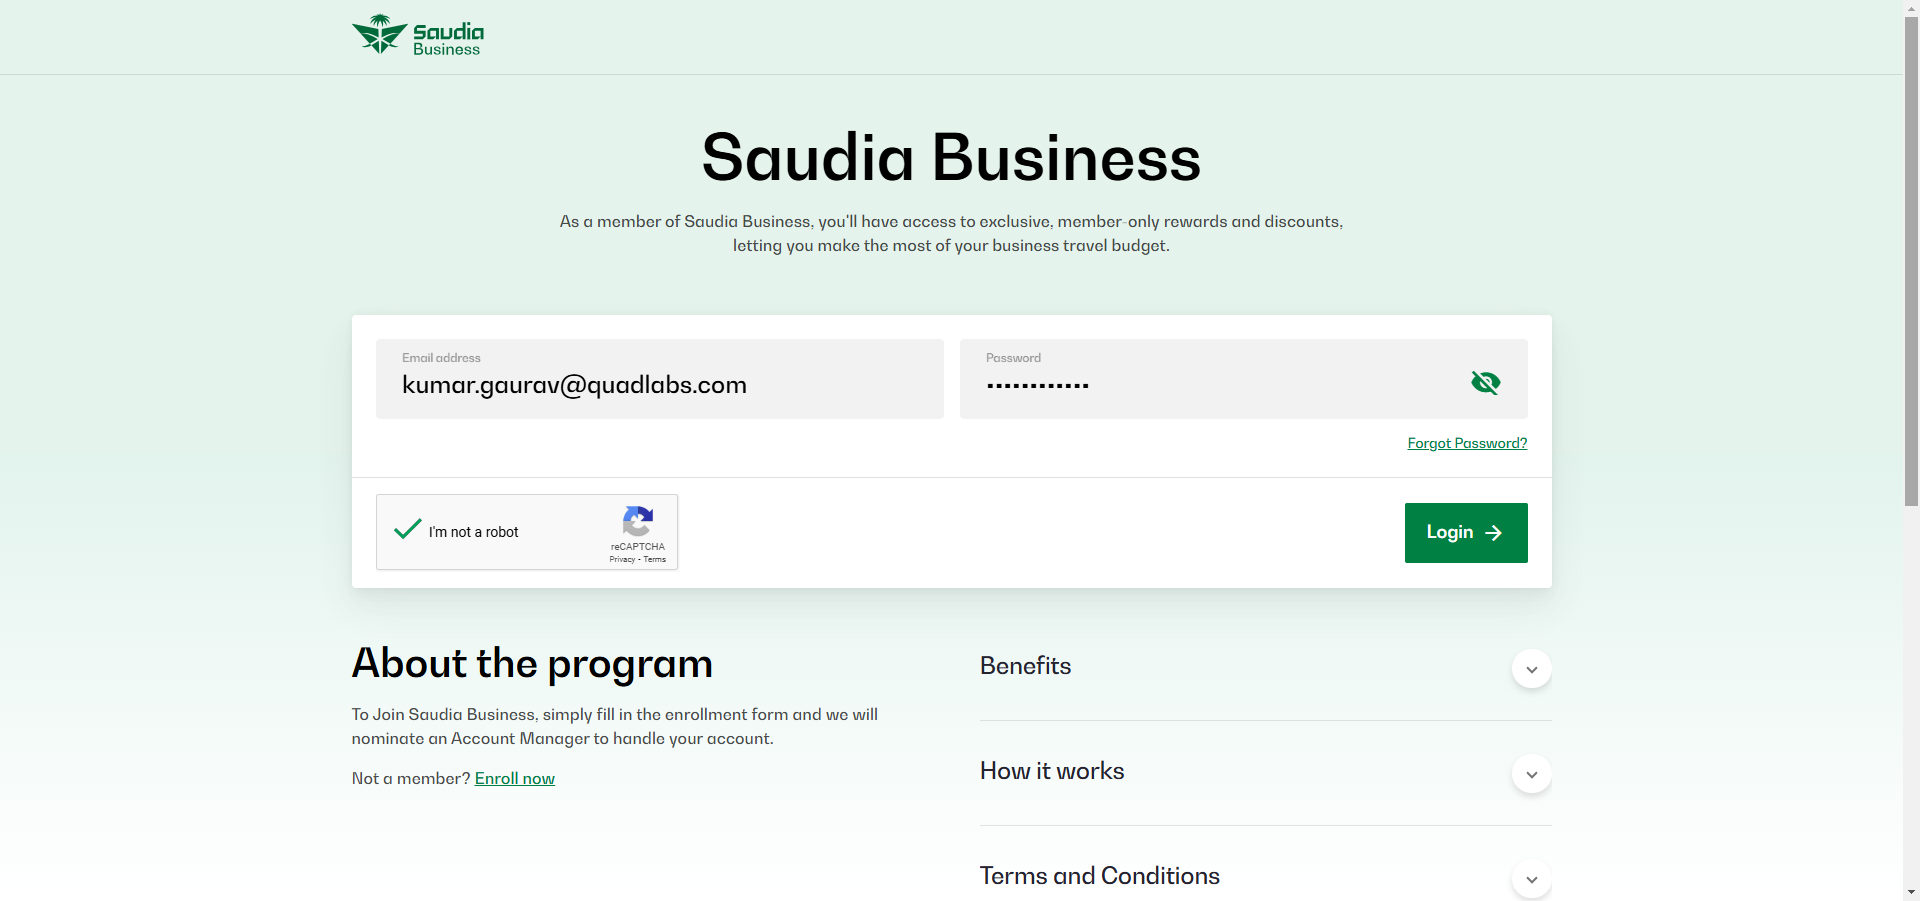 Saudia
Business
Saudia Business
As a member of Saudia Business, you'll have access to exclusive, member-only rewards and discounts,
letting you make the most of your business travel budget.
Email address
kumar.gaurav@quadlabs.com
Password
Forgot Password?
I'm not a robot
reCAPTCHA
Privacy - Terms
Login
About the program
To Join Saudia Business, simply fill in the enrollment form and we will
nominate an Account Manager to handle your account.
Not a member? Enroll now
Benefits
How it works
Terms and Conditions